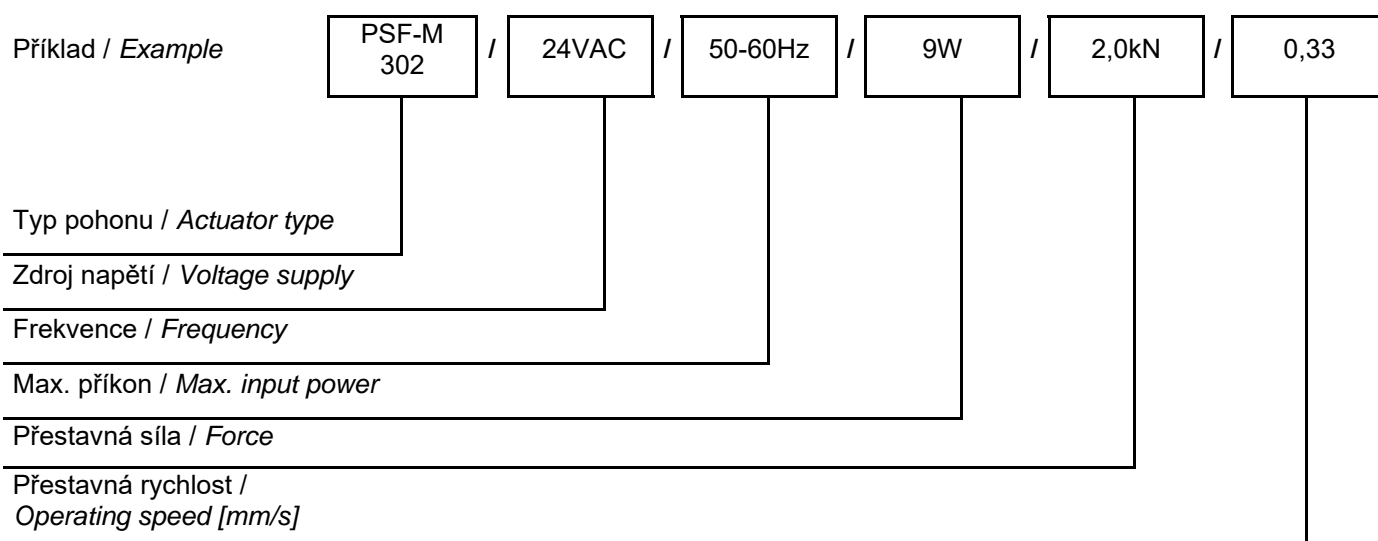 Příklad / Example PSF-M 302 / 24VAC / 50-60Hz / 9W / 2,0kN / 0,33
Typ pohonu / Actuator type
Zdroj napětí / Voltage supply
Frekvence / Frequency
Max. příkon / Max. input power
Přestavná síla / Force
Přestavná rychlost /
Operating speed [mm/s]